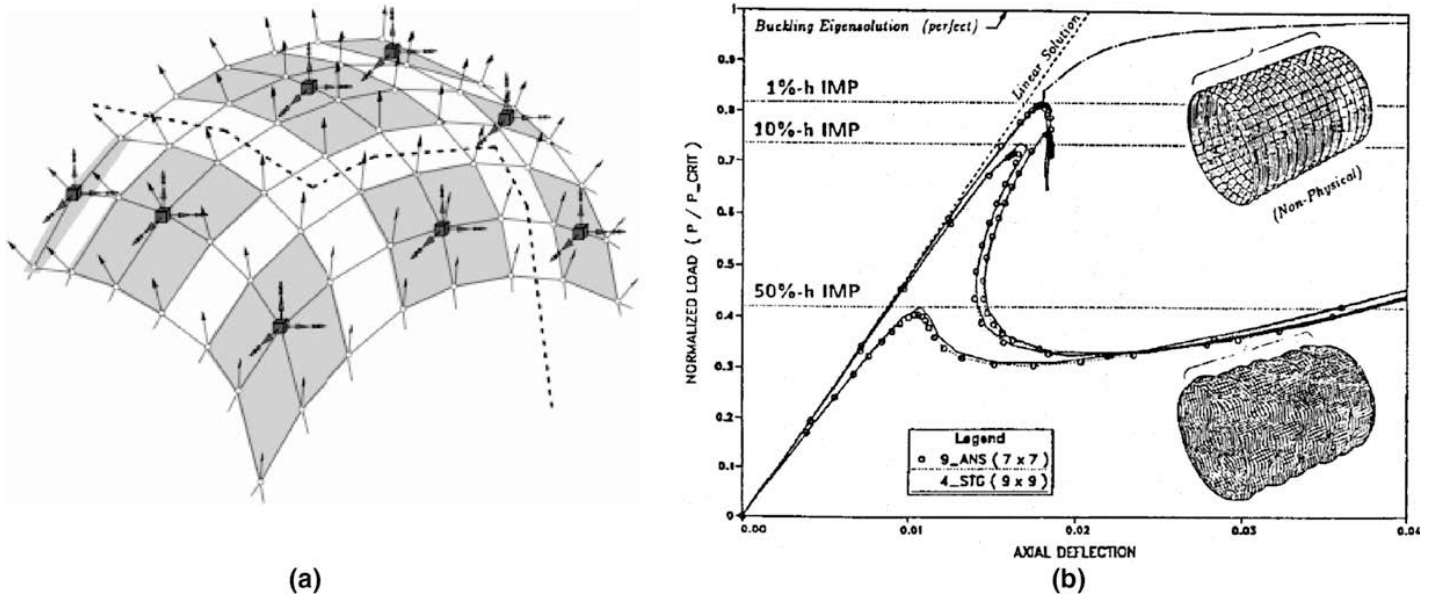 Buckling Eigensolution (perfect)
Linear Solution
1%-h IMP
10%-h IMP
50%-h IMP
(Non-Physical)
NORMALIZED LOAD ( P / P_CRIT )
1
0.9
0.8
0.7
0.6
0.5
0.4
0.3
0.2
0.1
0
Legend
9_ANS ( 7 x 7 )
4_STG ( 9 x 9 )
0.00 0.01 0.02 0.03 0.04
AXIAL DEFLECTION
(a) (b)